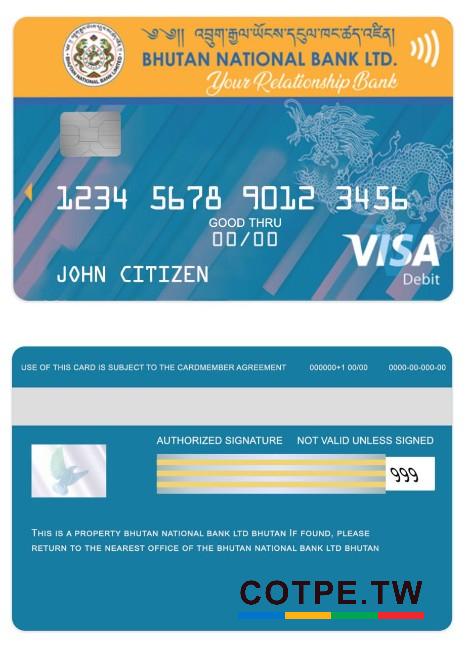 ༄༅།། འབྲུག་རྒྱལ་ཡོངས་དངུལ་ཁང་ཚད་འཛིན།
BHUTAN NATIONAL BANK LTD.
Your Relationship Bank
1234 5678 9012 3456
GOOD THRU
00/00
VISA
JOHN CITIZEN
Debit
USE OF THIS CARD IS SUBJECT TO THE CARDMEMBER AGREEMENT 000000+1 00/00 0000-00-000-00
AUTHORIZED SIGNATURE NOT VALID UNLESS SIGNED
999
THIS IS A PROPERTY BHUTAN NATIONAL BANK LTD BHUTAN IF FOUND, PLEASE
RETURN TO THE NEAREST OFFICE OF THE BHUTAN NATIONAL BANK LTD BHUTAN
COTPE.TW